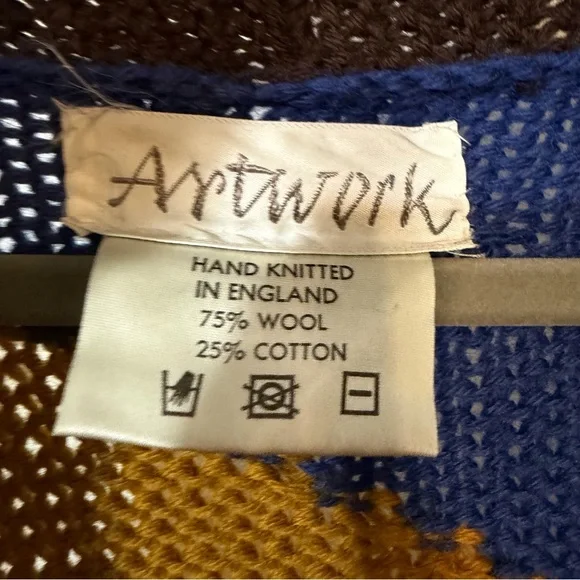 Artwork
HAND KNITTED
IN ENGLAND
75% WOOL
25% COTTON